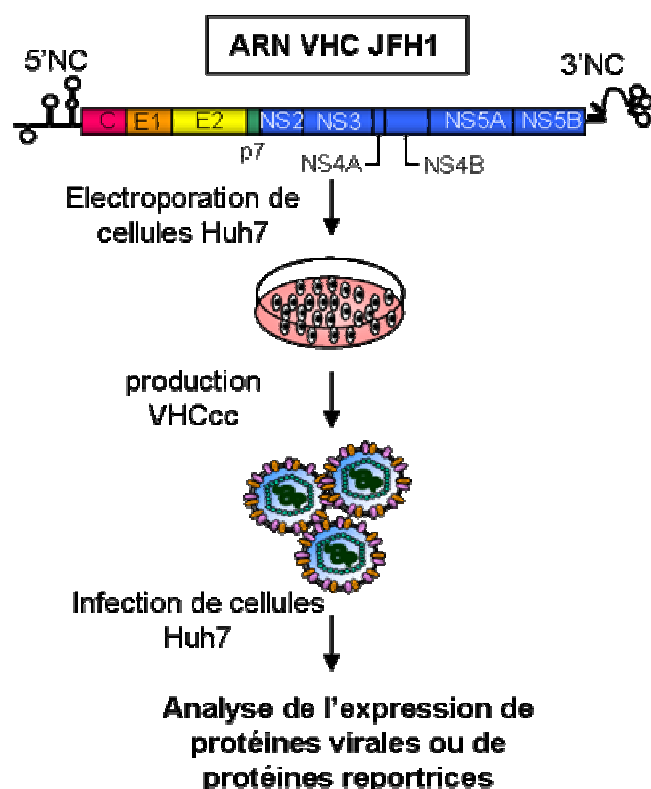 ARN VHC JFH1
5'NC
3'NC
C E1 E2 NS2 NS3 NS5A NS5B
p7
NS4A
NS4B
Electroporation de
cellules Huh7
production
VHCcc
Infection de cellules
Huh7
Analyse de l'expression de
protéines virales ou de
protéines reportrices